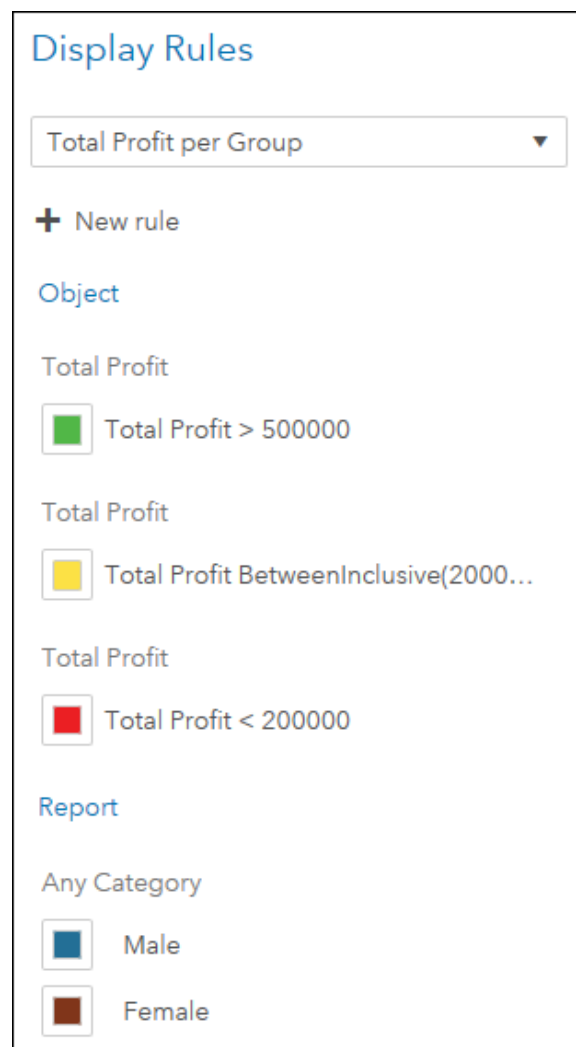 Display Rules
Total Profit per Group
New rule
Object
Total Profit
Total Profit > 500000
Total Profit
Total Profit BetweenInclusive(2000...
Total Profit
Total Profit < 200000
Report
Any Category
Male
Female